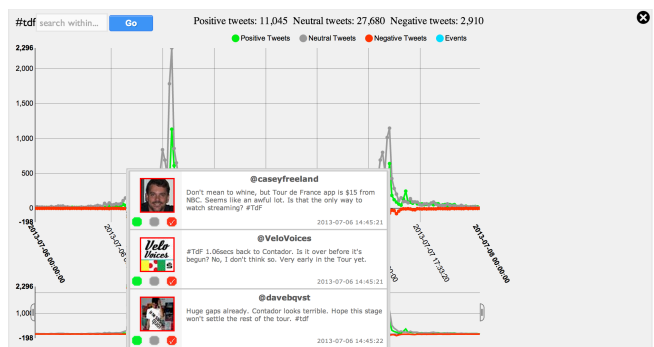 #tdf search within... Go
Positive tweets: 11,045 Neutral tweets: 27,680 Negative tweets: 2,910
Positive Tweets Neutral Tweets Negative Tweets Events
2,296
2,000
1,500
1,000
500
0
-198
2013-07-06 00:00:00
2013-07-0
:00
2013-07-07 17:33:20
2013-07-08 00:00:00
@caseyfreeland
Don't mean to whine, but Tour de France app is $15 from
NBC. Seems like an awful lot. Is that the only way to
watch streaming? #TdF
2013-07-06 14:45:21
Velo
Voices
@VeloVoices
#TdF 1.06secs back to Contador. Is it over before it's
begun? No, I don't think so. Very early in the Tour yet.
2013-07-06 14:45:21
@davebqvst
Huge gaps already. Contador looks terrible. Hope this stage
won't settle the rest of the tour. #tdf
2013-07-06 14:45:22
2,296
1,000
-198